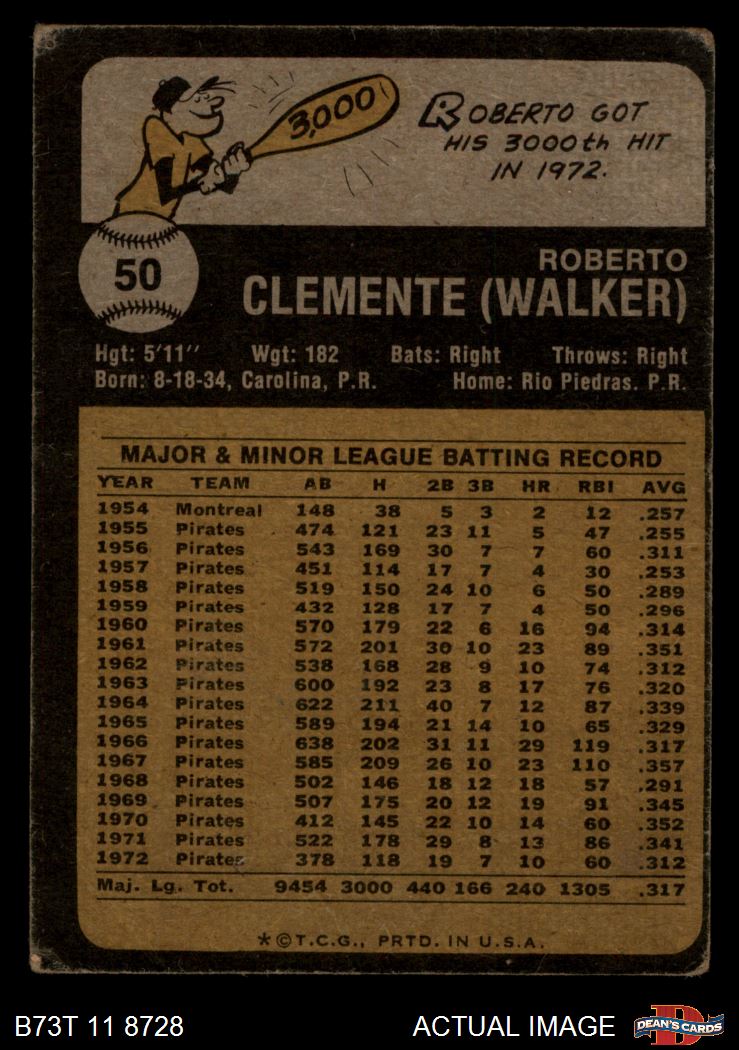 3,000
ROBERTO GOT
HIS 3000th HIT
IN 1972.
50
ROBERTO
CLEMENTE (WALKER)
Hgt: 5'11" Wgt: 182 Bats: Right Throws: Right
Born: 8-18-34, Carolina, P.R. Home: Rio Piedras. P.R.
MAJOR & MINOR LEAGUE BATTING RECORD
YEAR TEAM AB H 2B 3B HR RBI AVG
1954 Montreal 148 38 5 3 2 12 .257
1955 Pirates 474 121 23 11 5 47 .255
1956 Pirates 543 169 30 7 7 60 .311
1957 Pirates 451 114 17 7 4 30 .253
1958 Pirates 519 150 24 10 6 50 .289
1959 Pirates 432 128 17 7 4 50 .296
1960 Pirates 570 179 22 6 16 94 .314
1961 Pirates 572 201 30 10 23 89 .351
1962 Pirates 538 168 28 9 10 74 .312
1963 Pirates 600 192 23 8 17 76 .320
1964 Pirates 622 211 40 7 12 87 .339
1965 Pirates 589 194 21 14 10 65 .329
1966 Pirates 638 202 31 11 29 119 .317
1967 Pirates 585 209 26 10 23 110 .357
1968 Pirates 502 146 18 12 18 57 .291
1969 Pirates 507 175 20 12 19 91 .345
1970 Pirates 412 145 22 10 14 60 .352
1971 Pirates 522 178 29 8 13 86 .341
1972 Pirates 378 118 19 7 10 60 .312
Maj. Lg. Tot. 9454 3000 440 166 240 1305 .317
*©T.C.G., PRTD. IN U.S.A.
B73T 11 8728 ACTUAL IMAGE DEAN'S CARDS